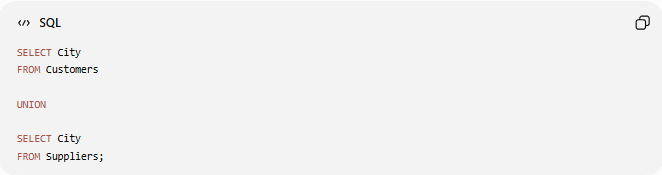 SQL
SELECT City
FROM Customers
UNION
SELECT City
FROM Suppliers;